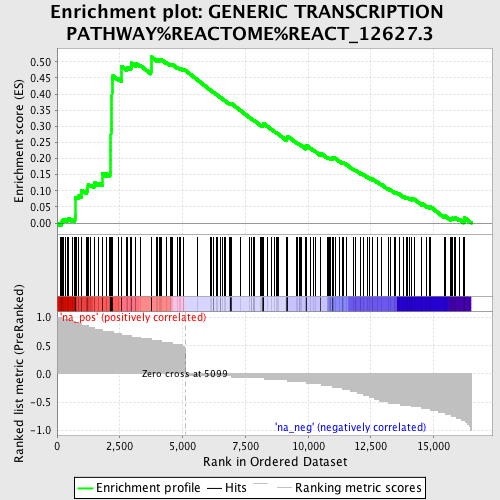 Enrichment plot: GENERIC TRANSCRIPTION
PATHWAY%REACTOME%REACT_12627.3
Enrichment score (ES)
0.50
0.45
0.40
0.35
0.30
0.25
0.20
0.15
0.10
0.05
0.00
Ranked list metric (PreRanked)
1.0
0.5
0.0
-0.5
-1.0
'na_pos' (positively correlated)
Zero cross at 5099
'na_neg' (negatively correlated)
0
2,500
5,000
7,500
10,000
12,500
15,000
Rank in Ordered Dataset
Enrichment profile
Hits
Ranking metric scores